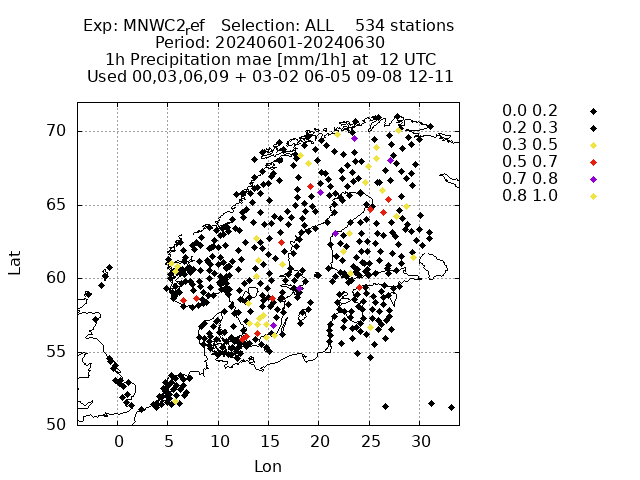 Exp: MNWC2ref   Selection: ALL    534 stations
Period: 20240601-20240630
1h Precipitation mae [mm/1h] at  12 UTC
Used 00,03,06,09 + 03-02 06-05 09-08 12-11
0.0 0.2
0.2 0.3
0.3 0.5
0.5 0.7
0.7 0.8
0.8 1.0
70
65
60
55
50
Lat
0 5 10 15 20 25 30
Lon